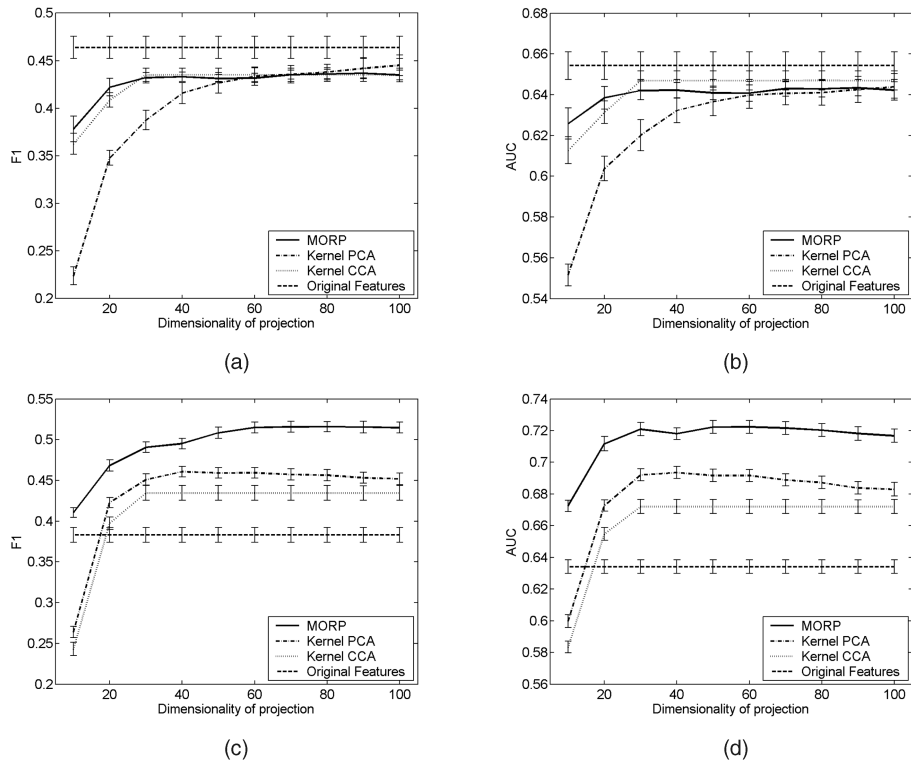 0.5
0.45
0.4
0.35
0.3
0.25
0.2
F1
20 40 60 80 100
Dimensionality of projection
MORP
Kernel PCA
Kernel CCA
Original Features
(a)
0.68
0.66
0.64
0.62
0.6
0.58
0.56
0.54
AUC
20 40 60 80 100
Dimensionality of projection
MORP
Kernel PCA
Kernel CCA
Original Features
(b)
0.55
0.5
0.45
0.4
0.35
0.3
0.25
0.2
F1
20 40 60 80 100
Dimensionality of projection
MORP
Kernel PCA
Kernel CCA
Original Features
(c)
0.74
0.72
0.7
0.68
0.66
0.64
0.62
0.6
0.58
0.56
AUC
20 40 60 80 100
Dimensionality of projection
MORP
Kernel PCA
Kernel CCA
Original Features
(d)